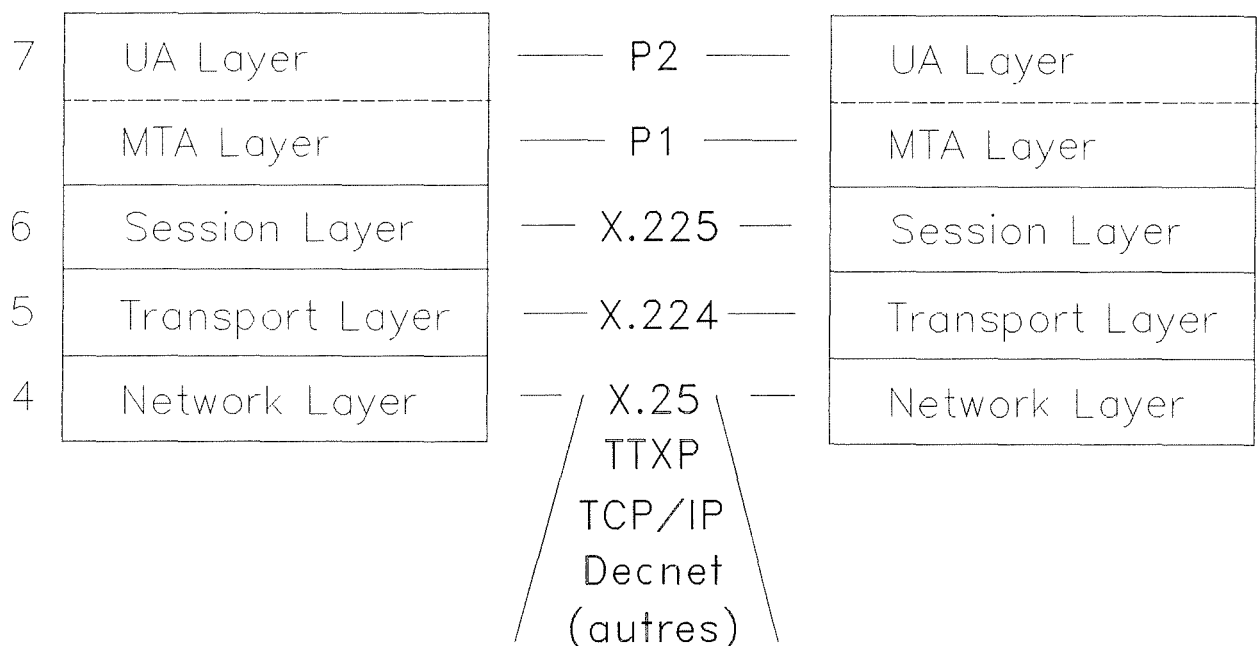 7 UA Layer P2 UA Layer
MTA Layer P1 MTA Layer
6 Session Layer X.225 Session Layer
5 Transport Layer X.224 Transport Layer
4 Network Layer X.25 Network Layer
TTXP
TCP/IP
Decnet
(autres)